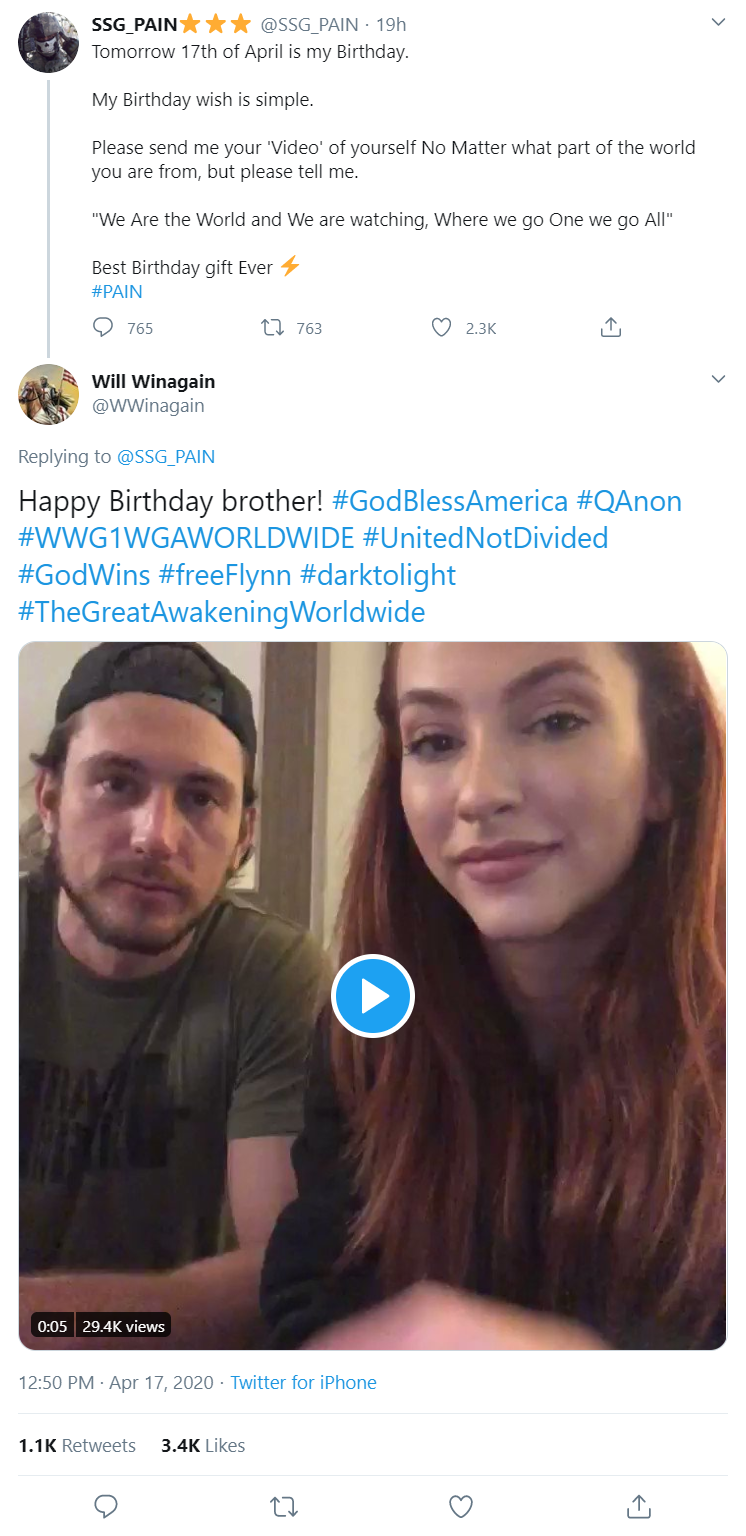 SSG_PAIN⭐⭐⭐ @SSG_PAIN · 19h
Tomorrow 17th of April is my Birthday.
My Birthday wish is simple.
Please send me your 'Video' of yourself No Matter what part of the world
you are from, but please tell me.
"We Are the World and We are watching, Where we go One we go All"
Best Birthday gift Ever ⚡
#PAIN
765 763 2.3K
Will Winagain
@WWinagain
Replying to @SSG_PAIN
Happy Birthday brother! #GodBlessAmerica #QAnon
#WWG1WGAWORLDWIDE #UnitedNotDivided
#GodWins #freeFlynn #darktolight
#TheGreatAwakeningWorldwide
0:05 29.4K views
12:50 PM · Apr 17, 2020 · Twitter for iPhone
1.1K Retweets 3.4K Likes